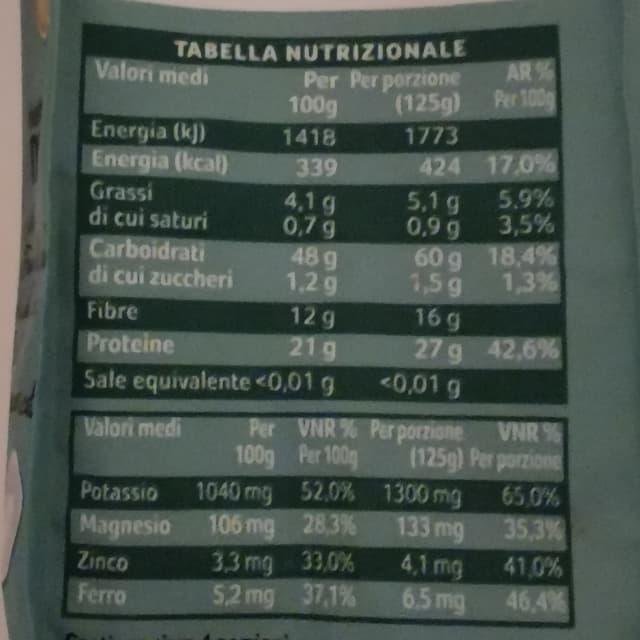 TABELLA NUTRIZIONALE
Valori medi Per Per porzione AR %
100g (125g) Per 100g
Energia (kJ) 1418 1773
Energia (kcal) 339 424 17,0%
Grassi 4,1 g 5,1 g 5,9%
di cui saturi 0,7 g 0,9 g 3,5%
Carboidrati 48 g 60 g 18,4%
di cui zuccheri 1,2 g 1,5 g 1,3%
Fibre 12 g 16 g
Proteine 21 g 27 g 42,6%
Sale equivalente <0,01 g <0,01 g
Valori medi Per VNR % Per porzione VNR %
100g Per 100g (125g) Per porzione
Potassio 1040 mg 52,0% 1300 mg 65,0%
Magnesio 106 mg 28,3% 133 mg 35,3%
Zinco 3,3 mg 33,0% 4,1 mg 41,0%
Ferro 5,2 mg 37,1% 6,5 mg 46,4%